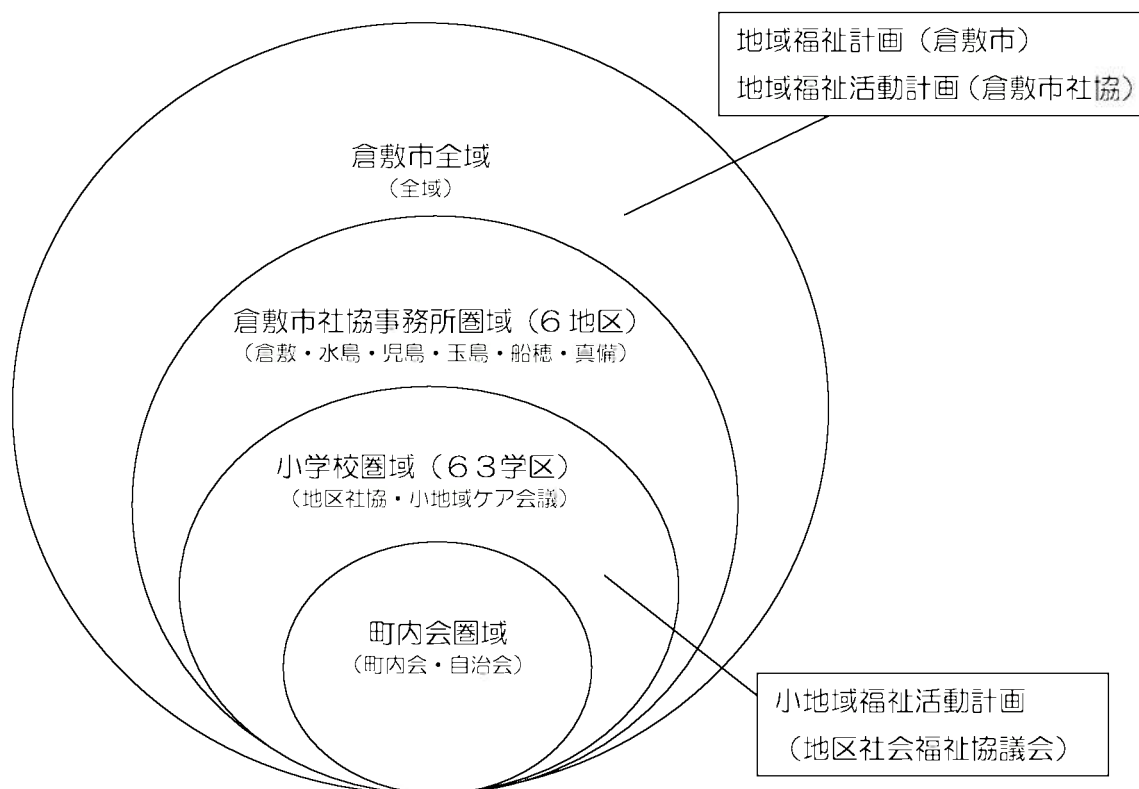 地域福祉計画（倉敷市）
地域福祉活動計画（倉敷市社協）
倉敷市全域
（全域）
倉敷市社協事務所圏域（６地区）
（倉敷・水島・児島・玉島・船穂・真備）
小学校圏域（６３学区）
（地区社協・小地域ケア会議）
町内会圏域
（町内会・自治会）
小地域福祉活動計画
（地区社会福祉協議会）